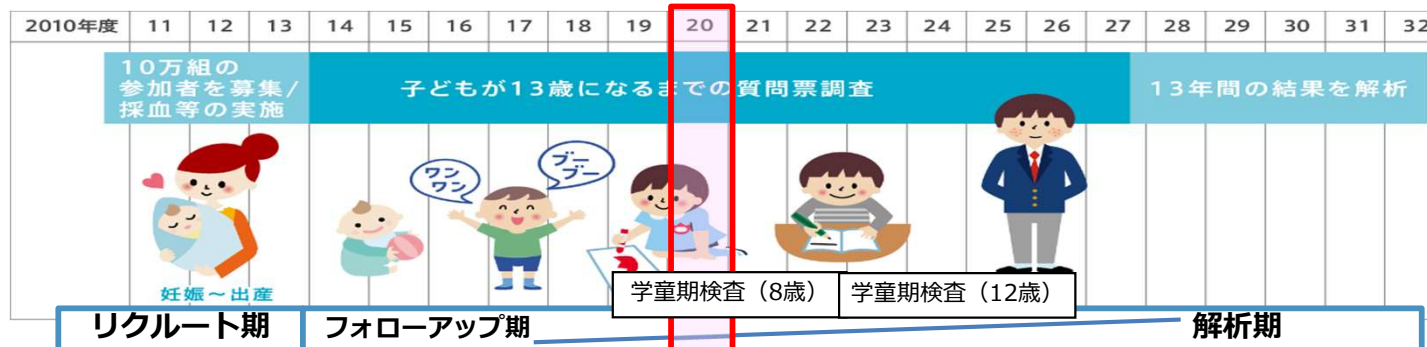 2010年度 11 12 13 14 15 16 17 18 19 20 21 22 23 24 25 26 27 28 29 30 31 32
10万組の
参加者を募集/
採血等の実施
子どもが13歳になるまでの質問票調査
13年間の結果を解析
ワン
ワン
ブー
ブー
妊娠～出産
学童期検査（8歳）
学童期検査（12歳）
リクルート期
フォローアップ期
解析期